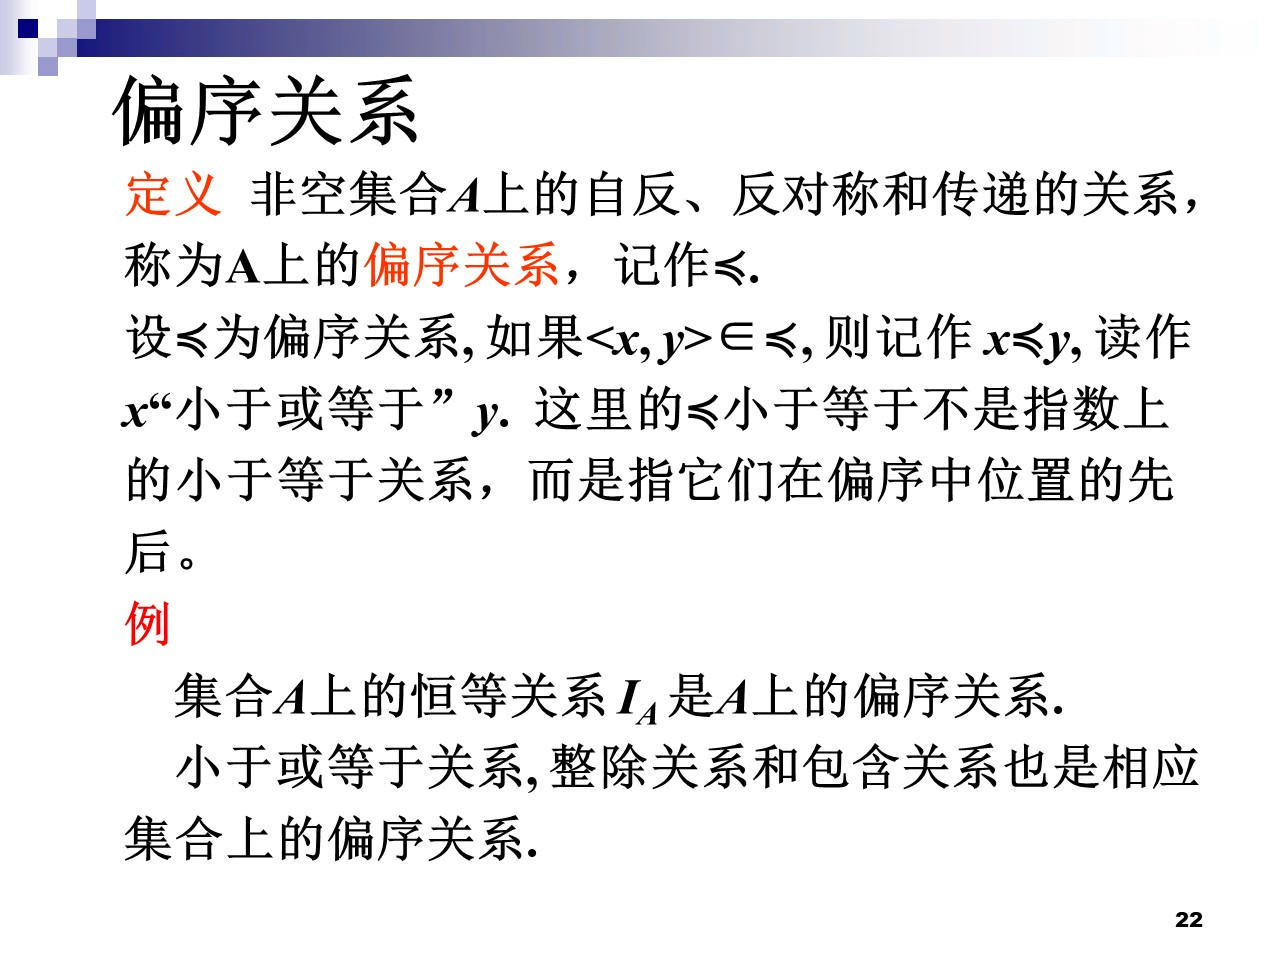 偏序关系
定义 非空集合A上的自反、反对称和传递的关系，
称为A上的偏序关系，记作≼.
设≼为偏序关系, 如果<x, y>∈≼, 则记作 x≼y, 读作
x“小于或等于”y. 这里的≼小于等于不是指数上
的小于等于关系，而是指它们在偏序中位置的先
后。
例
集合A上的恒等关系 I_A 是A上的偏序关系.
小于或等于关系, 整除关系和包含关系也是相应
集合上的偏序关系.
22